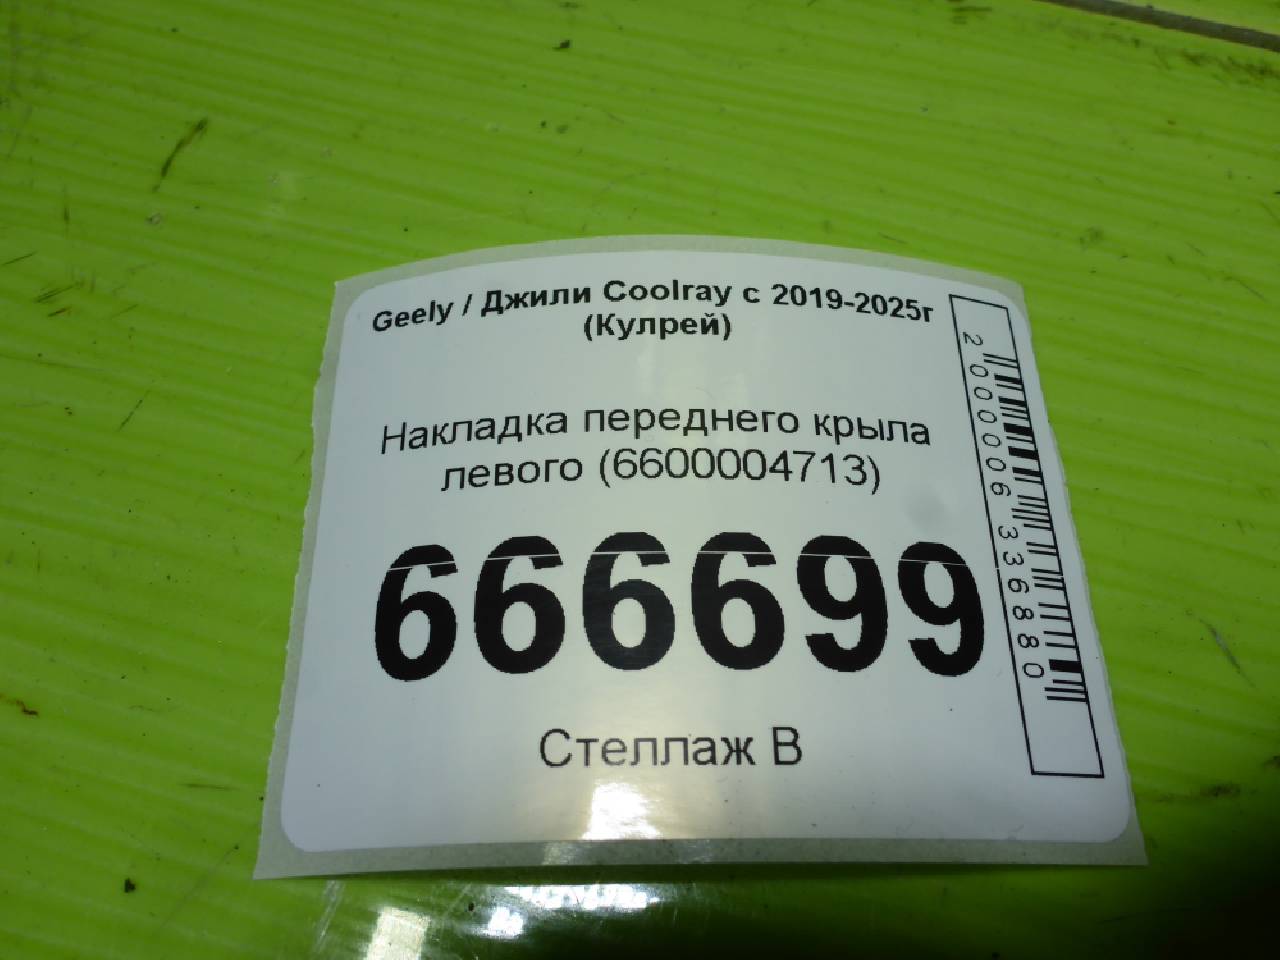 Geely / Джили Coolray с 2019-2025г
(Кулрей)
Накладка переднего крыла
левого (6600004713)
666699
Стеллаж В
2000006336880